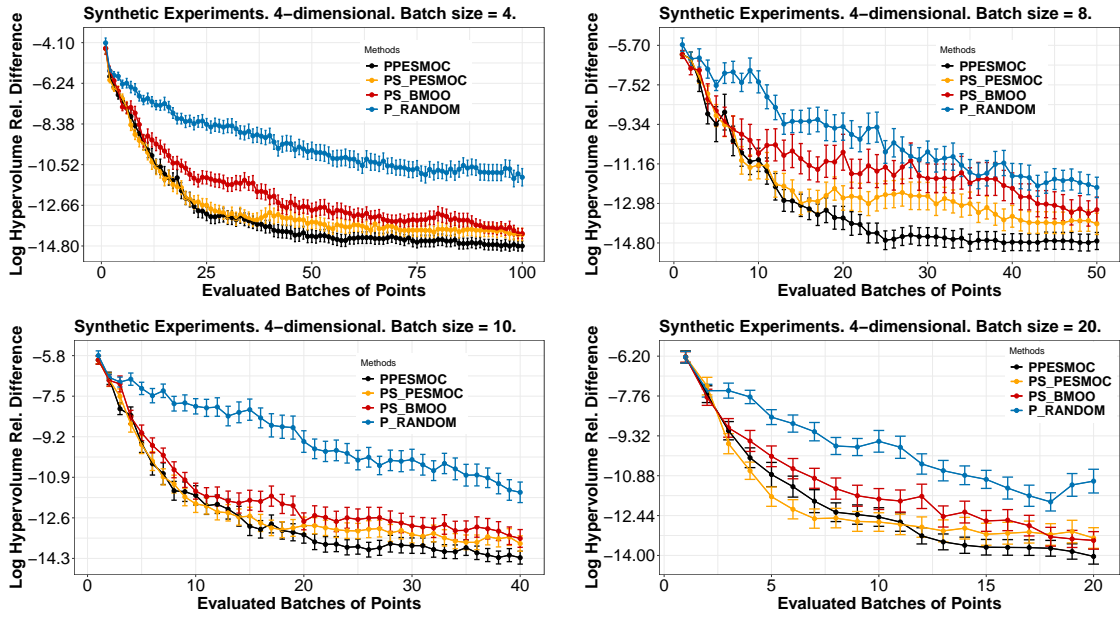 Synthetic Experiments. 4−dimensional. Batch size = 4.
Log Hypervolume Rel. Difference
−4.10
−6.24
−8.38
−10.52
−12.66
−14.80
Methods
PPESMOC
PS_PESMOC
PS_BMOO
P_RANDOM
0 25 50 75 100
Evaluated Batches of Points
Synthetic Experiments. 4−dimensional. Batch size = 8.
Log Hypervolume Rel. Difference
−5.70
−7.52
−9.34
−11.16
−12.98
−14.80
Methods
PPESMOC
PS_PESMOC
PS_BMOO
P_RANDOM
0 10 20 30 40 50
Evaluated Batches of Points
Synthetic Experiments. 4−dimensional. Batch size = 10.
Log Hypervolume Rel. Difference
−5.8
−7.5
−9.2
−10.9
−12.6
−14.3
Methods
PPESMOC
PS_PESMOC
PS_BMOO
P_RANDOM
0 10 20 30 40
Evaluated Batches of Points
Synthetic Experiments. 4−dimensional. Batch size = 20.
Log Hypervolume Rel. Difference
−6.20
−7.76
−9.32
−10.88
−12.44
−14.00
Methods
PPESMOC
PS_PESMOC
PS_BMOO
P_RANDOM
0 5 10 15 20
Evaluated Batches of Points